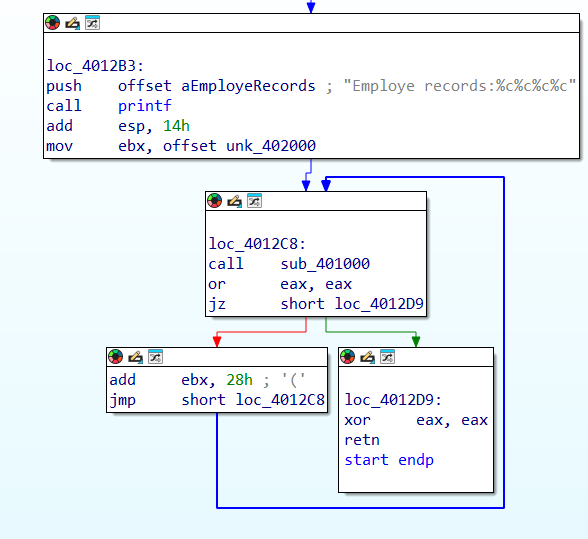 loc_4012B3:
push offset aEmployeRecords ; "Employe records:%c%c%c%c"
call printf
add esp, 14h
mov ebx, offset unk_402000
loc_4012C8:
call sub_401000
or eax, eax
jz short loc_4012D9
add ebx, 28h ; '('
jmp short loc_4012C8
loc_4012D9:
xor eax, eax
retn
start endp